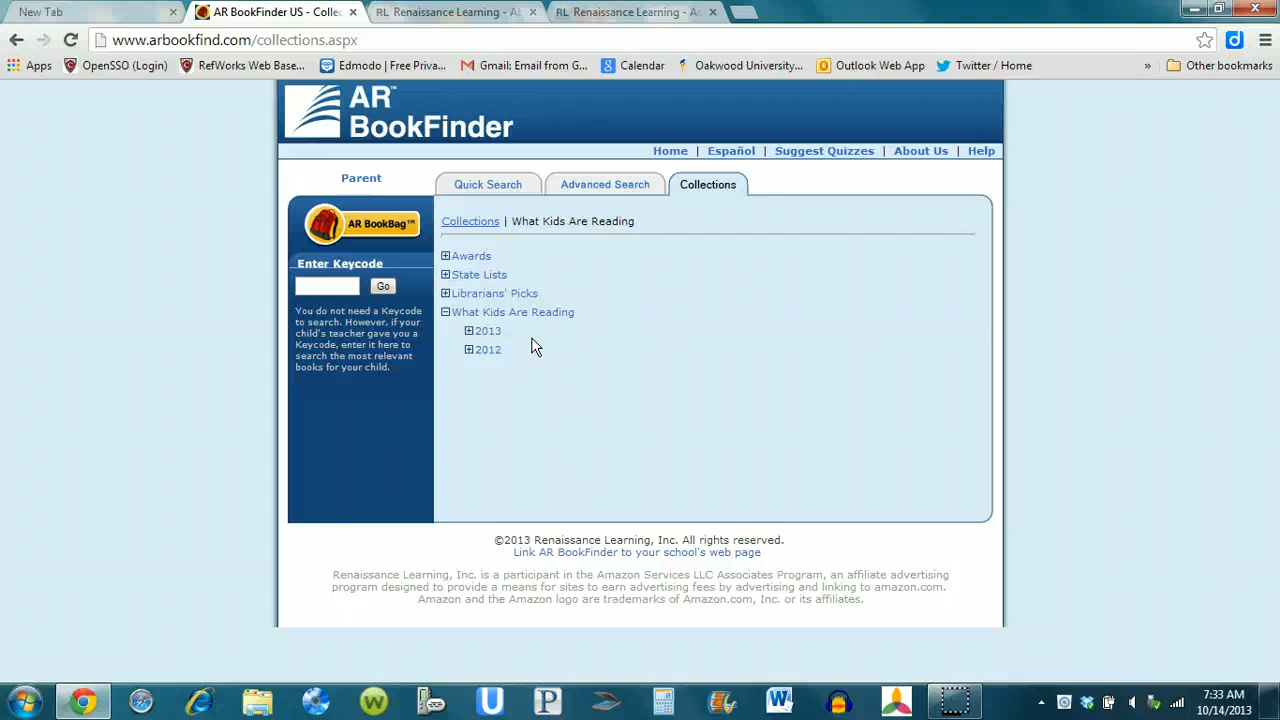 New Tab
AR BookFinder US - Collec
RL Renaissance Learning - AL
RL Renaissance Learning - Ac
www.arbookfind.com/collections.aspx
Apps OpenSSO (Login) RefWorks Web Base... Edmodo | Free Priva... Gmail: Email from G... Calendar Oakwood University,... Outlook Web App Twitter / Home » Other bookmarks
AR™
BookFinder
Home | Español | Suggest Quizzes | About Us | Help
Parent
Quick Search Advanced Search Collections
AR BookBag™
Collections | What Kids Are Reading
Awards
Enter Keycode
State Lists
Go
Librarians' Picks
You do not need a Keycode
to search. However, if your
child's teacher gave you a
Keycode, enter it here to
search the most relevant
books for your child.
What Kids Are Reading
2013
2012
©2013 Renaissance Learning, Inc. All rights reserved.
Link AR BookFinder to your school's web page
Renaissance Learning, Inc. is a participant in the Amazon Services LLC Associates Program, an affiliate advertising
program designed to provide a means for sites to earn advertising fees by advertising and linking to amazon.com.
Amazon and the Amazon logo are trademarks of Amazon.com, Inc. or its affiliates.
7:33 AM
10/14/2013